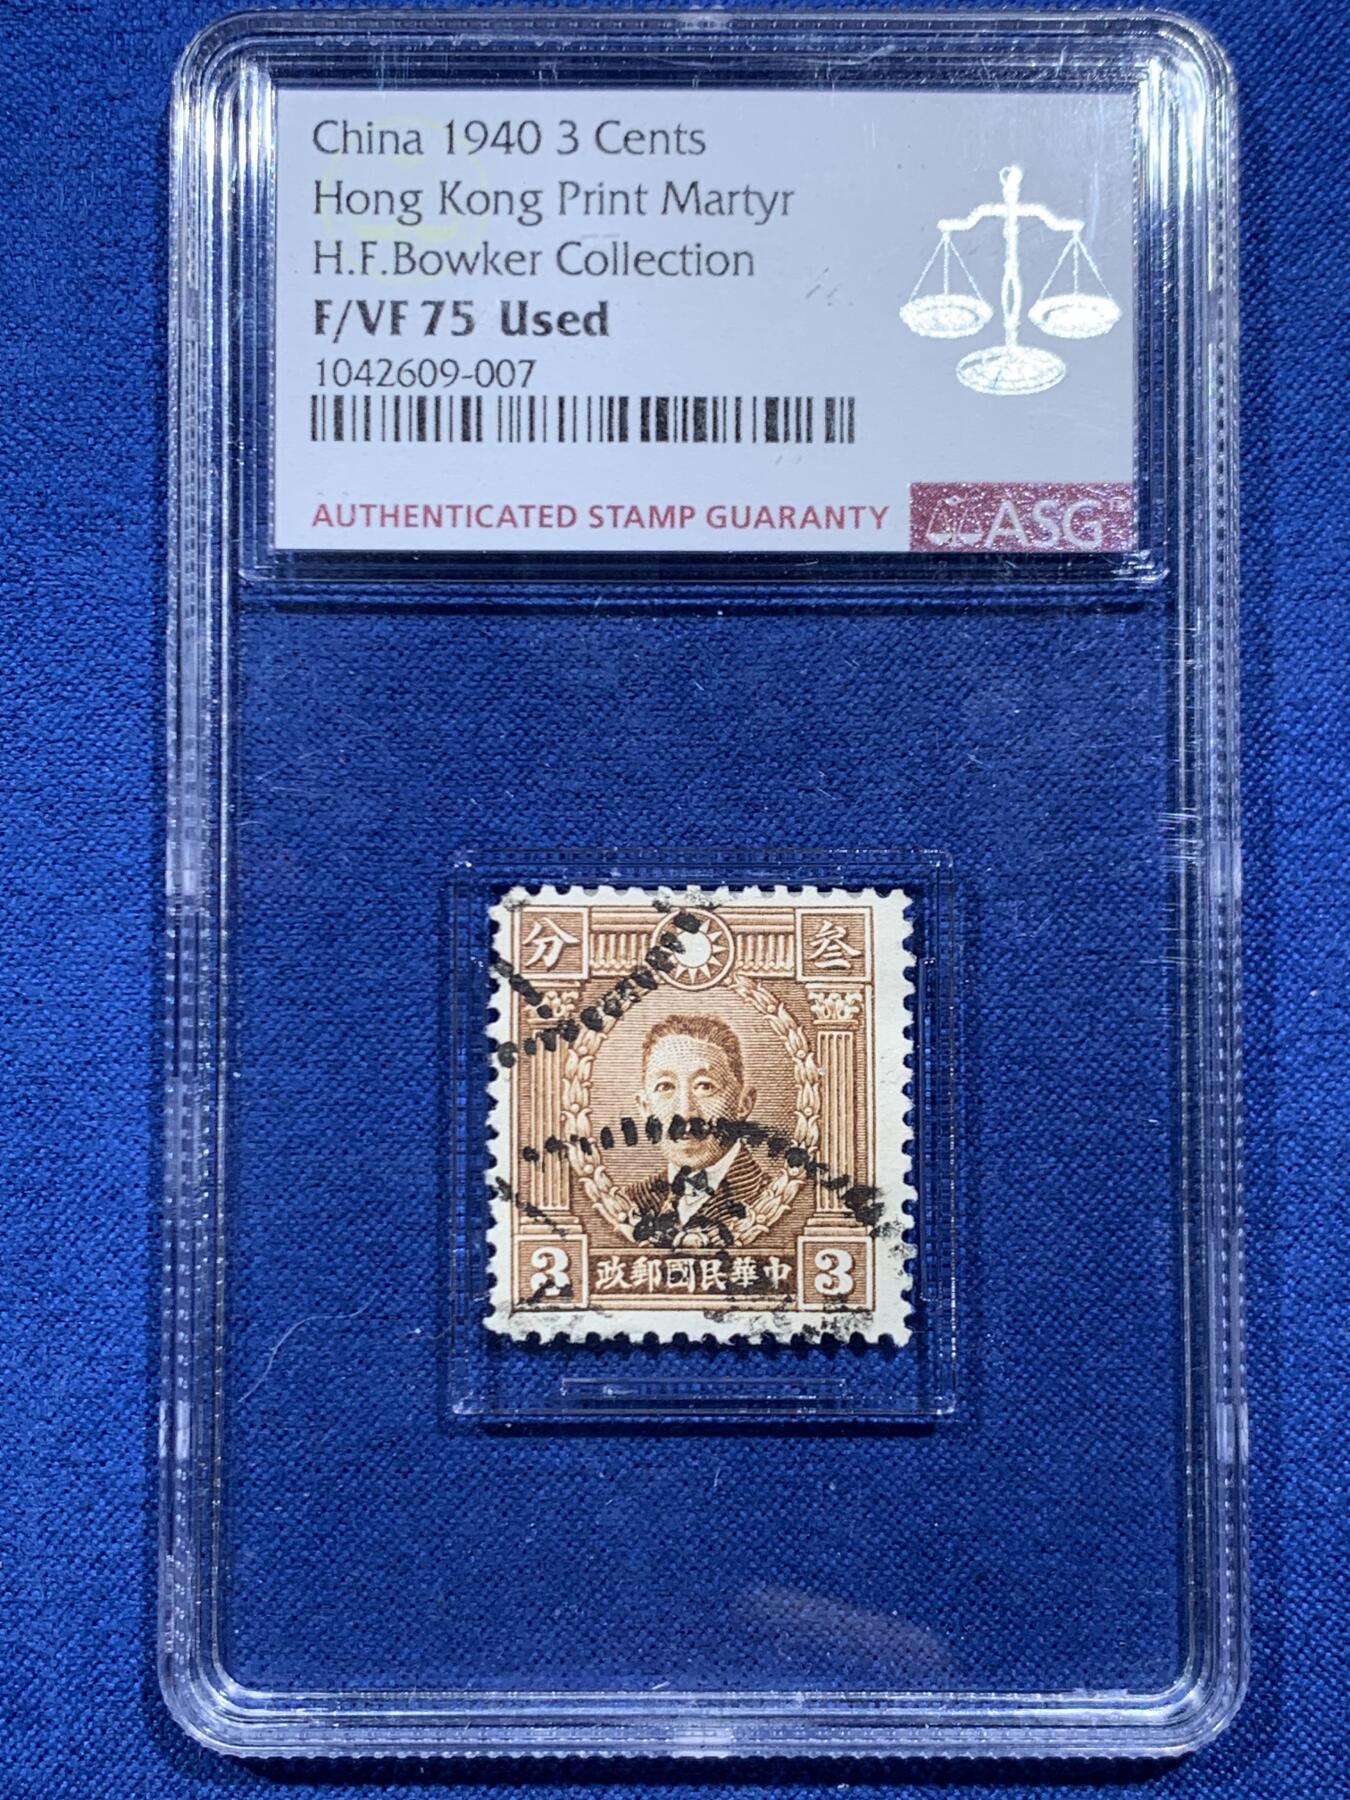 China 1940 3 Cents
Hong Kong Print Martyr
H.F.Bowker Collection
F/VF 75 Used
1042609-007
AUTHENTICATED STAMP GUARANTY
ASG
分 叁
3 政郵國民華中 3